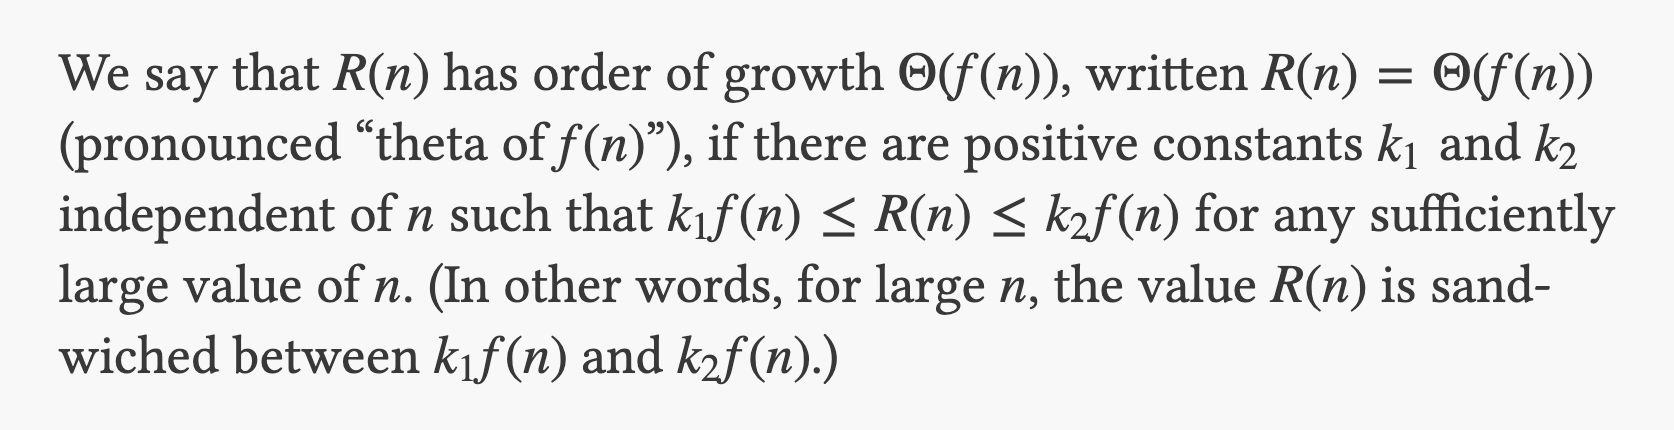 We say that R(n) has order of growth Θ(f(n)), written R(n) = Θ(f(n))
(pronounced “theta of f(n)”), if there are positive constants k₁ and k₂
independent of n such that k₁f(n) ≤ R(n) ≤ k₂f(n) for any sufficiently
large value of n. (In other words, for large n, the value R(n) is sand-
wiched between k₁f(n) and k₂f(n).)